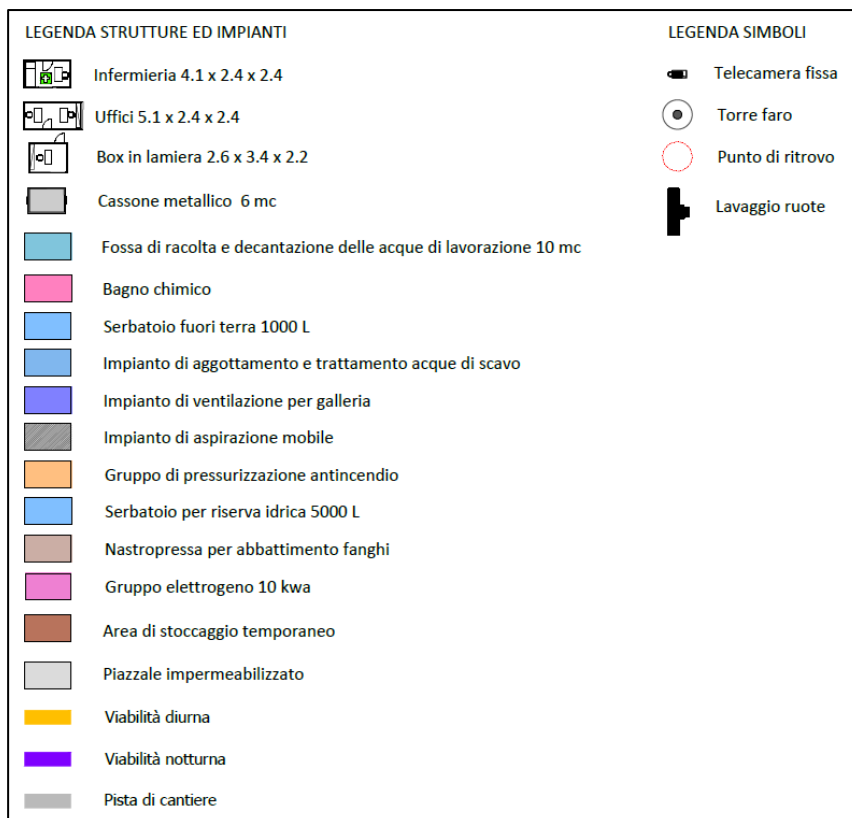 LEGENDA STRUTTURE ED IMPIANTI
Infermieria 4.1 x 2.4 x 2.4
Uffici 5.1 x 2.4 x 2.4
Box in lamiera 2.6 x 3.4 x 2.2
Cassone metallico 6 mc
Fossa di racolta e decantazione delle acque di lavorazione 10 mc
Bagno chimico
Serbatoio fuori terra 1000 L
Impianto di aggottamento e trattamento acque di scavo
Impianto di ventilazione per galleria
Impianto di aspirazione mobile
Gruppo di pressurizzazione antincendio
Serbatoio per riserva idrica 5000 L
Nastropressa per abbattimento fanghi
Gruppo elettrogeno 10 kwa
Area di stoccaggio temporaneo
Piazzale impermeabilizzato
Viabilità diurna
Viabilità notturna
Pista di cantiere
LEGENDA SIMBOLI
Telecamera fissa
Torre faro
Punto di ritrovo
Lavaggio ruote